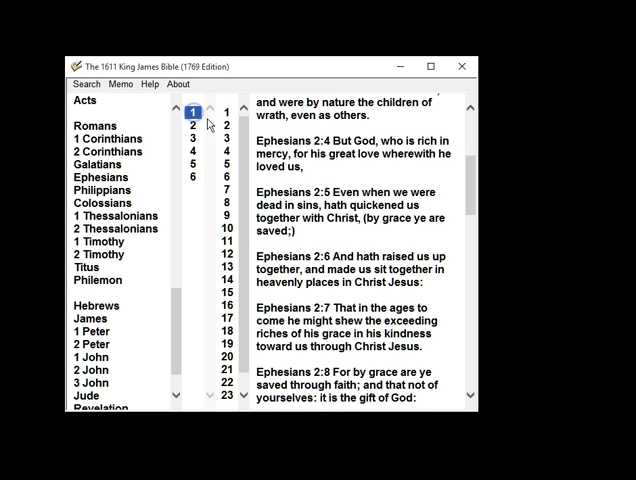 The 1611 King James Bible (1769 Edition)
Search Memo Help About
Acts
Romans
1 Corinthians
2 Corinthians
Galatians
Ephesians
Philippians
Colossians
1 Thessalonians
2 Thessalonians
1 Timothy
2 Timothy
Titus
Philemon
Hebrews
James
1 Peter
2 Peter
1 John
2 John
3 John
Jude
Revelation
1
2
3
4
5
6
1
2
3
4
5
6
7
8
9
10
11
12
13
14
15
16
17
18
19
20
21
22
23
and were by nature the children of
wrath, even as others.
Ephesians 2:4 But God, who is rich in
mercy, for his great love wherewith he
loved us,
Ephesians 2:5 Even when we were
dead in sins, hath quickened us
together with Christ, (by grace ye are
saved;)
Ephesians 2:6 And hath raised us up
together, and made us sit together in
heavenly places in Christ Jesus:
Ephesians 2:7 That in the ages to
come he might shew the exceeding
riches of his grace in his kindness
toward us through Christ Jesus.
Ephesians 2:8 For by grace are ye
saved through faith; and that not of
yourselves: it is the gift of God: